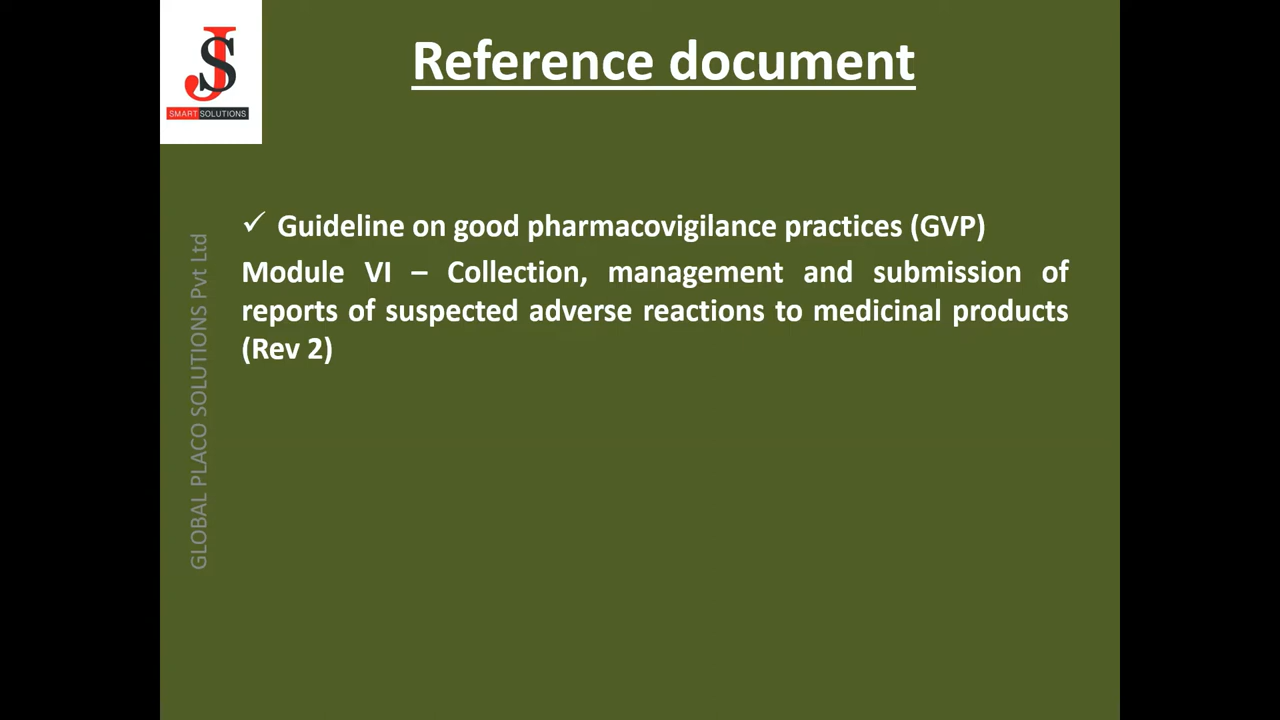 JS
SMART SOLUTIONS
Reference document
✓ Guideline on good pharmacovigilance practices (GVP)
Module VI – Collection, management and submission of
reports of suspected adverse reactions to medicinal products
(Rev 2)
GLOBAL PLACO SOLUTIONS Pvt Ltd